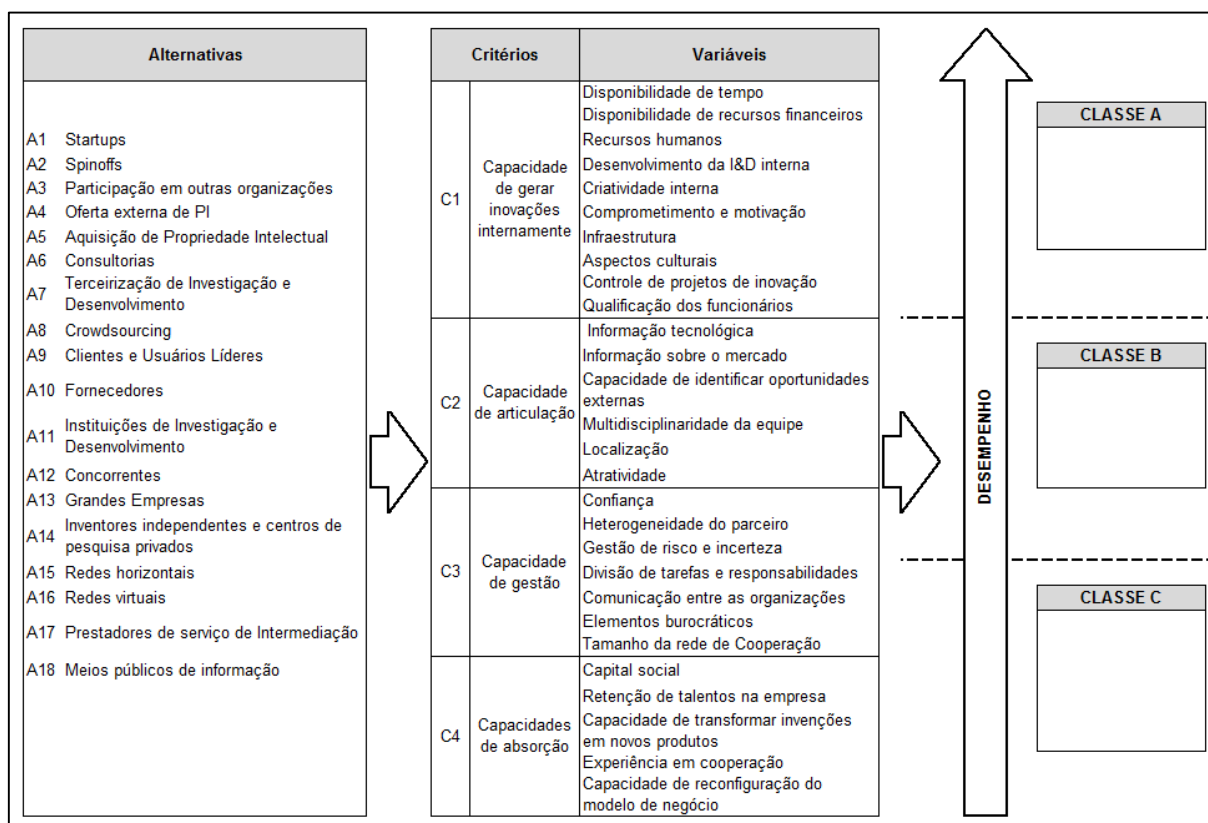 Alternativas
A1 Startups
A2 Spinoffs
A3 Participação em outras organizações
A4 Oferta externa de PI
A5 Aquisição de Propriedade Intelectual
A6 Consultorias
A7 Terceirização de Investigação e
Desenvolvimento
A8 Crowdsourcing
A9 Clientes e Usuários Líderes
A10 Fornecedores
A11 Instituições de Investigação e
Desenvolvimento
A12 Concorrentes
A13 Grandes Empresas
A14 Inventores independentes e centros de
pesquisa privados
A15 Redes horizontais
A16 Redes virtuais
A17 Prestadores de serviço de Intermediação
A18 Meios públicos de informação
Critérios Variáveis
C1
Capacidade
de gerar
inovações
internamente
Disponibilidade de tempo
Disponibilidade de recursos financeiros
Recursos humanos
Desenvolvimento da I&D interna
Criatividade interna
Comprometimento e motivação
Infraestrutura
Aspectos culturais
Controle de projetos de inovação
Qualificação dos funcionários
C2
Capacidade
de articulação
Informação tecnológica
Informação sobre o mercado
Capacidade de identificar oportunidades
externas
Multidisciplinaridade da equipe
Localização
Atratividade
C3
Capacidade
de gestão
Confiança
Heterogeneidade do parceiro
Gestão de risco e incerteza
Divisão de tarefas e responsabilidades
Comunicação entre as organizações
Elementos burocráticos
Tamanho da rede de Cooperação
C4
Capacidades
de absorção
Capital social
Retenção de talentos na empresa
Capacidade de transformar invenções
em novos produtos
Experiência em cooperação
Capacidade de reconfiguração do
modelo de negócio
DESEMPENHO
CLASSE A
CLASSE B
CLASSE C